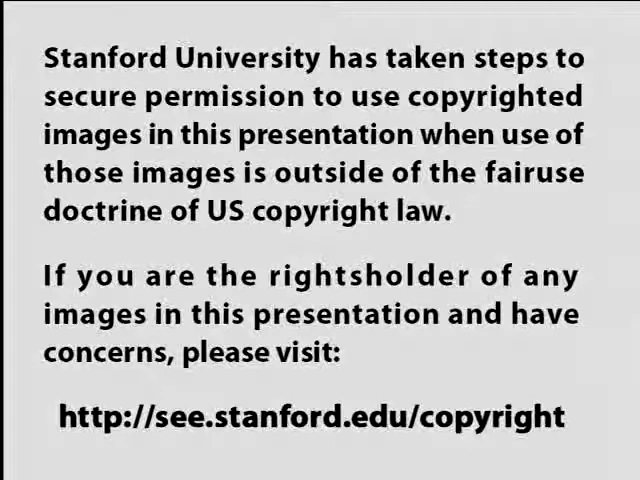 Stanford University has taken steps to
secure permission to use copyrighted
images in this presentation when use of
those images is outside of the fairuse
doctrine of US copyright law.
If you are the rightsholder of any
images in this presentation and have
concerns, please visit:
http://see.stanford.edu/copyright